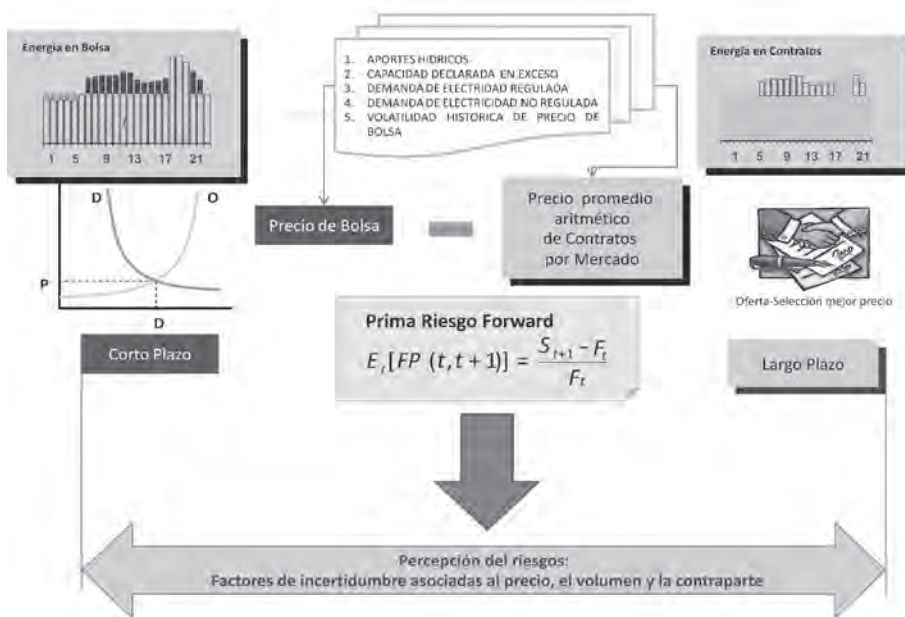 Energía en Bolsa
1 5 9 13 17 21
1. APORTES HIDRICOS
2. CAPACIDAD DECLARADA EN EXCESO
3. DEMANDA DE ELECTRIDAD REGULADA
4. DEMANDA DE ELECTRICIDAD NO REGULADA
5. VOLATILIDAD HISTÓRICA DE PRECIO DE
BOLSA
Energía en Contratos
1 5 9 13 17 21
D O
P
D
Precio de Bolsa
Precio promedio
aritmético
de Contratos
por Mercado
Oferta-Selección mejor precio
Corto Plazo
Prima Riesgo Forward
E_t[FP (t, t + 1)] = \frac{S_{t+1} - F_t}{F_t}
Largo Plazo
Percepción del riesgos:
Factores de incertidumbre asociadas al precio, el volumen y la contraparte